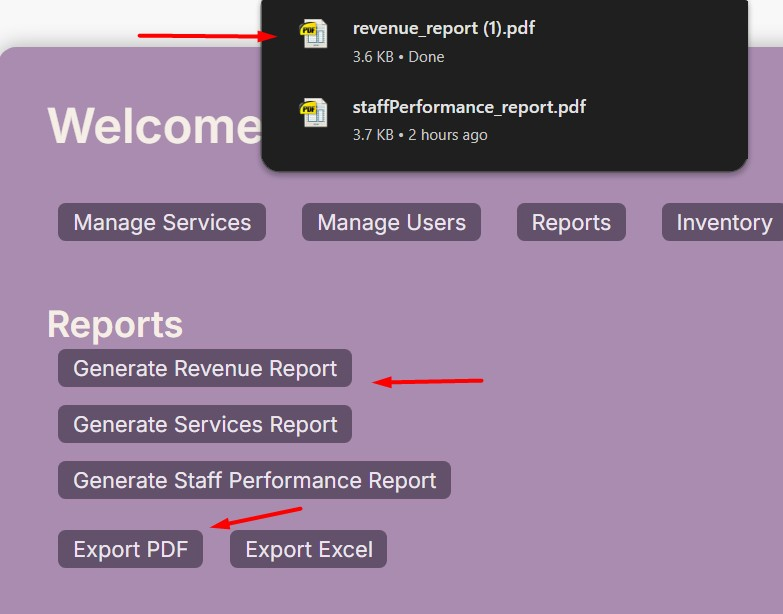 revenue_report (1).pdf
3.6 KB • Done
staffPerformance_report.pdf
3.7 KB • 2 hours ago
Welcome
Manage Services Manage Users Reports Inventory
Reports
Generate Revenue Report
Generate Services Report
Generate Staff Performance Report
Export PDF Export Excel